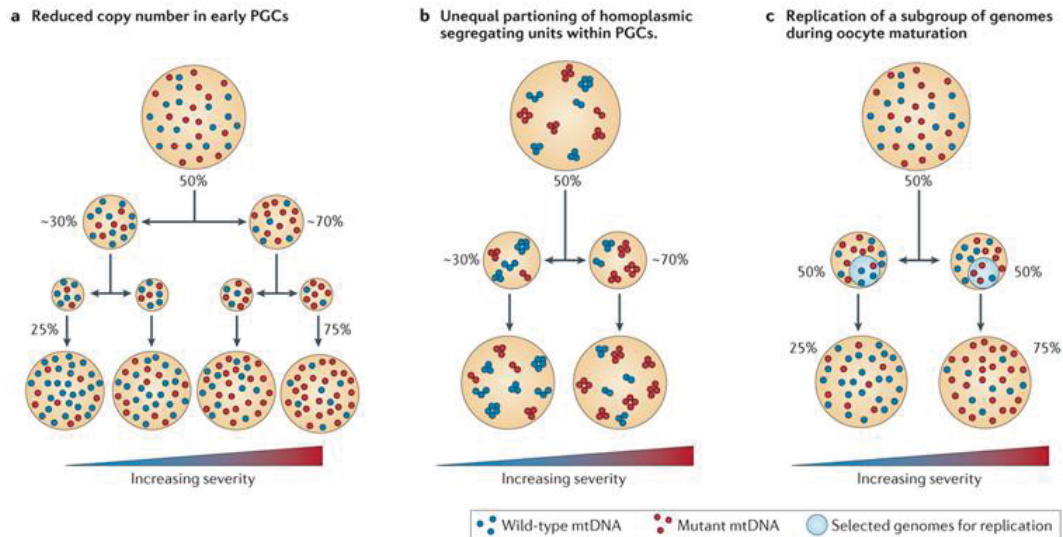 a Reduced copy number in early PGCs
50%
~30%
~70%
25%
75%
Increasing severity
b Unequal partioning of homoplasmic
segregating units within PGCs.
50%
~30%
~70%
Increasing severity
c Replication of a subgroup of genomes
during oocyte maturation
50%
50%
50%
25%
75%
Increasing severity
Wild-type mtDNA
Mutant mtDNA
Selected genomes for replication